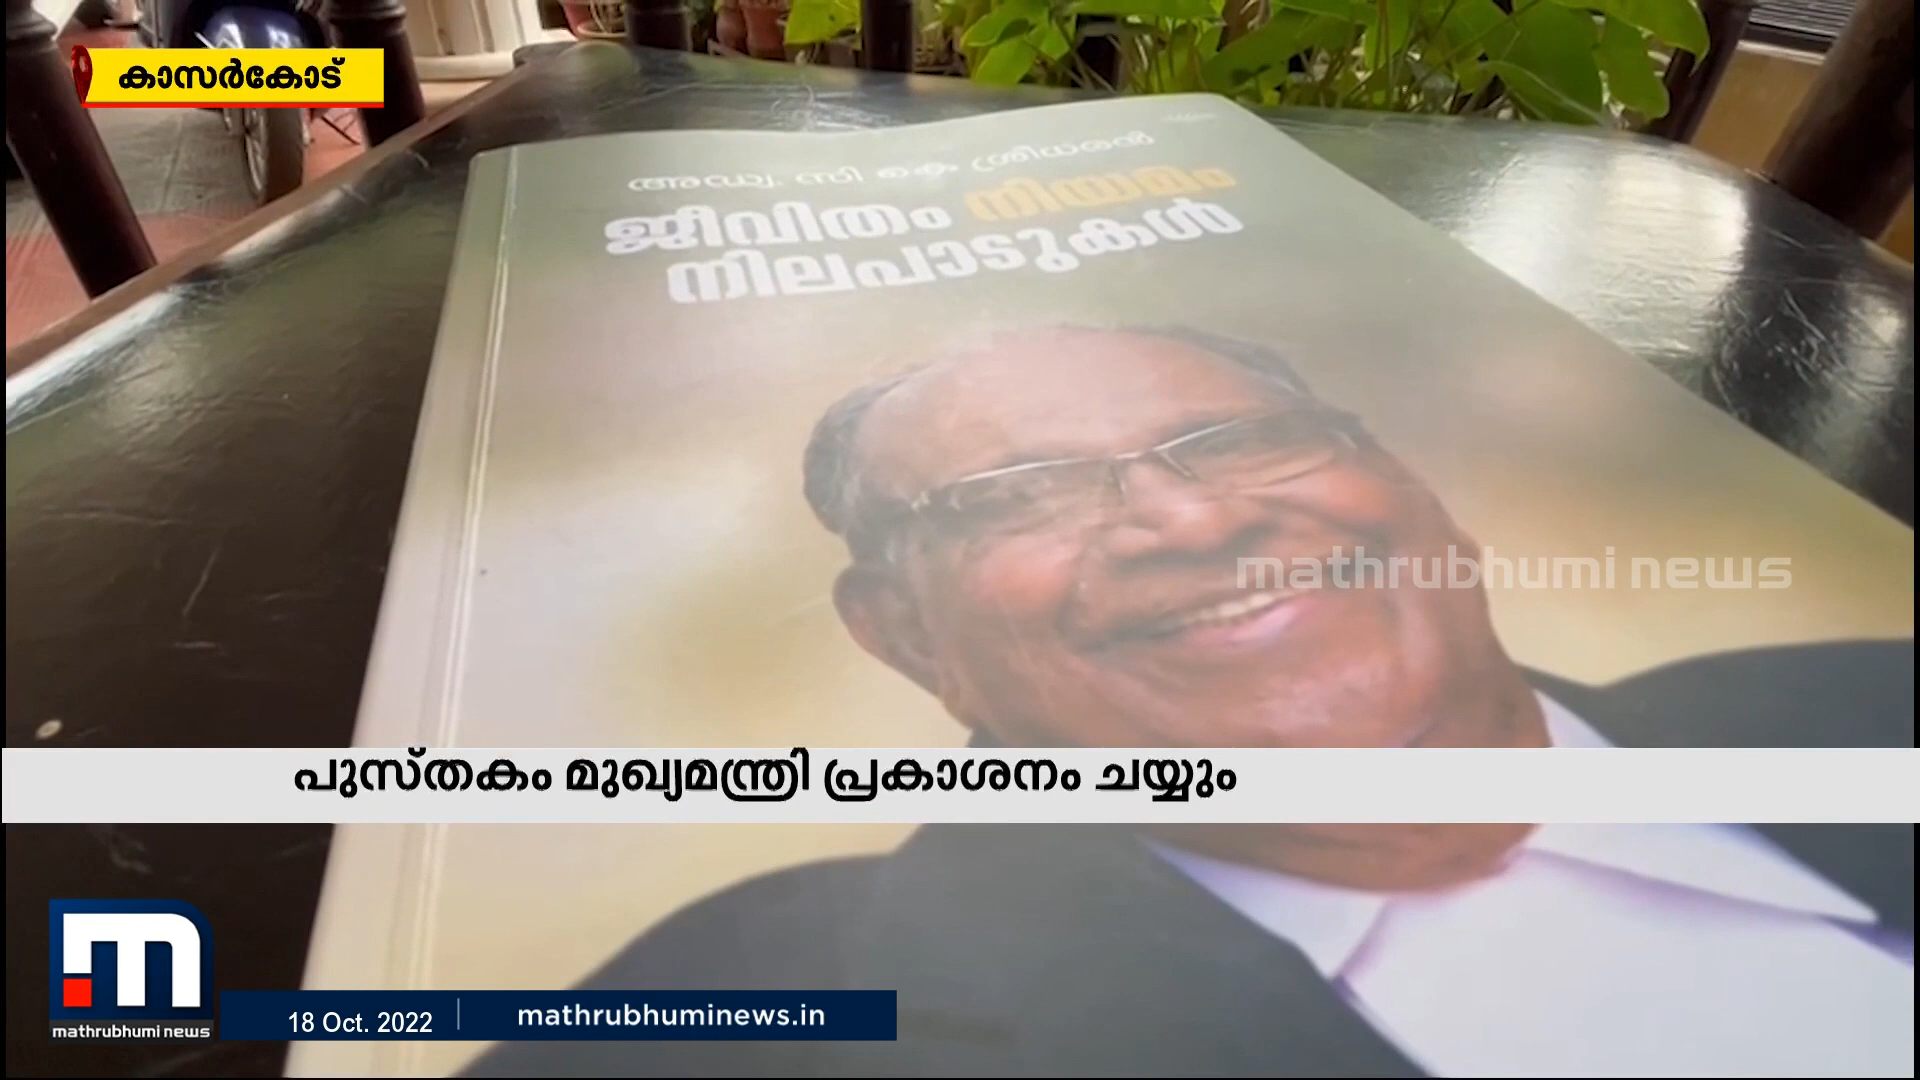 കാസർകോട്
അഡ്വ. സി കെ ശ്രീധരൻ
ജീവിതം നിയമം
നിലപാടുകൾ
mathrubhumi news
പുസ്തകം മുഖ്യമന്ത്രി പ്രകാശനം ചയ്യും
mathrubhumi news
18 Oct. 2022
mathrubhuminews.in